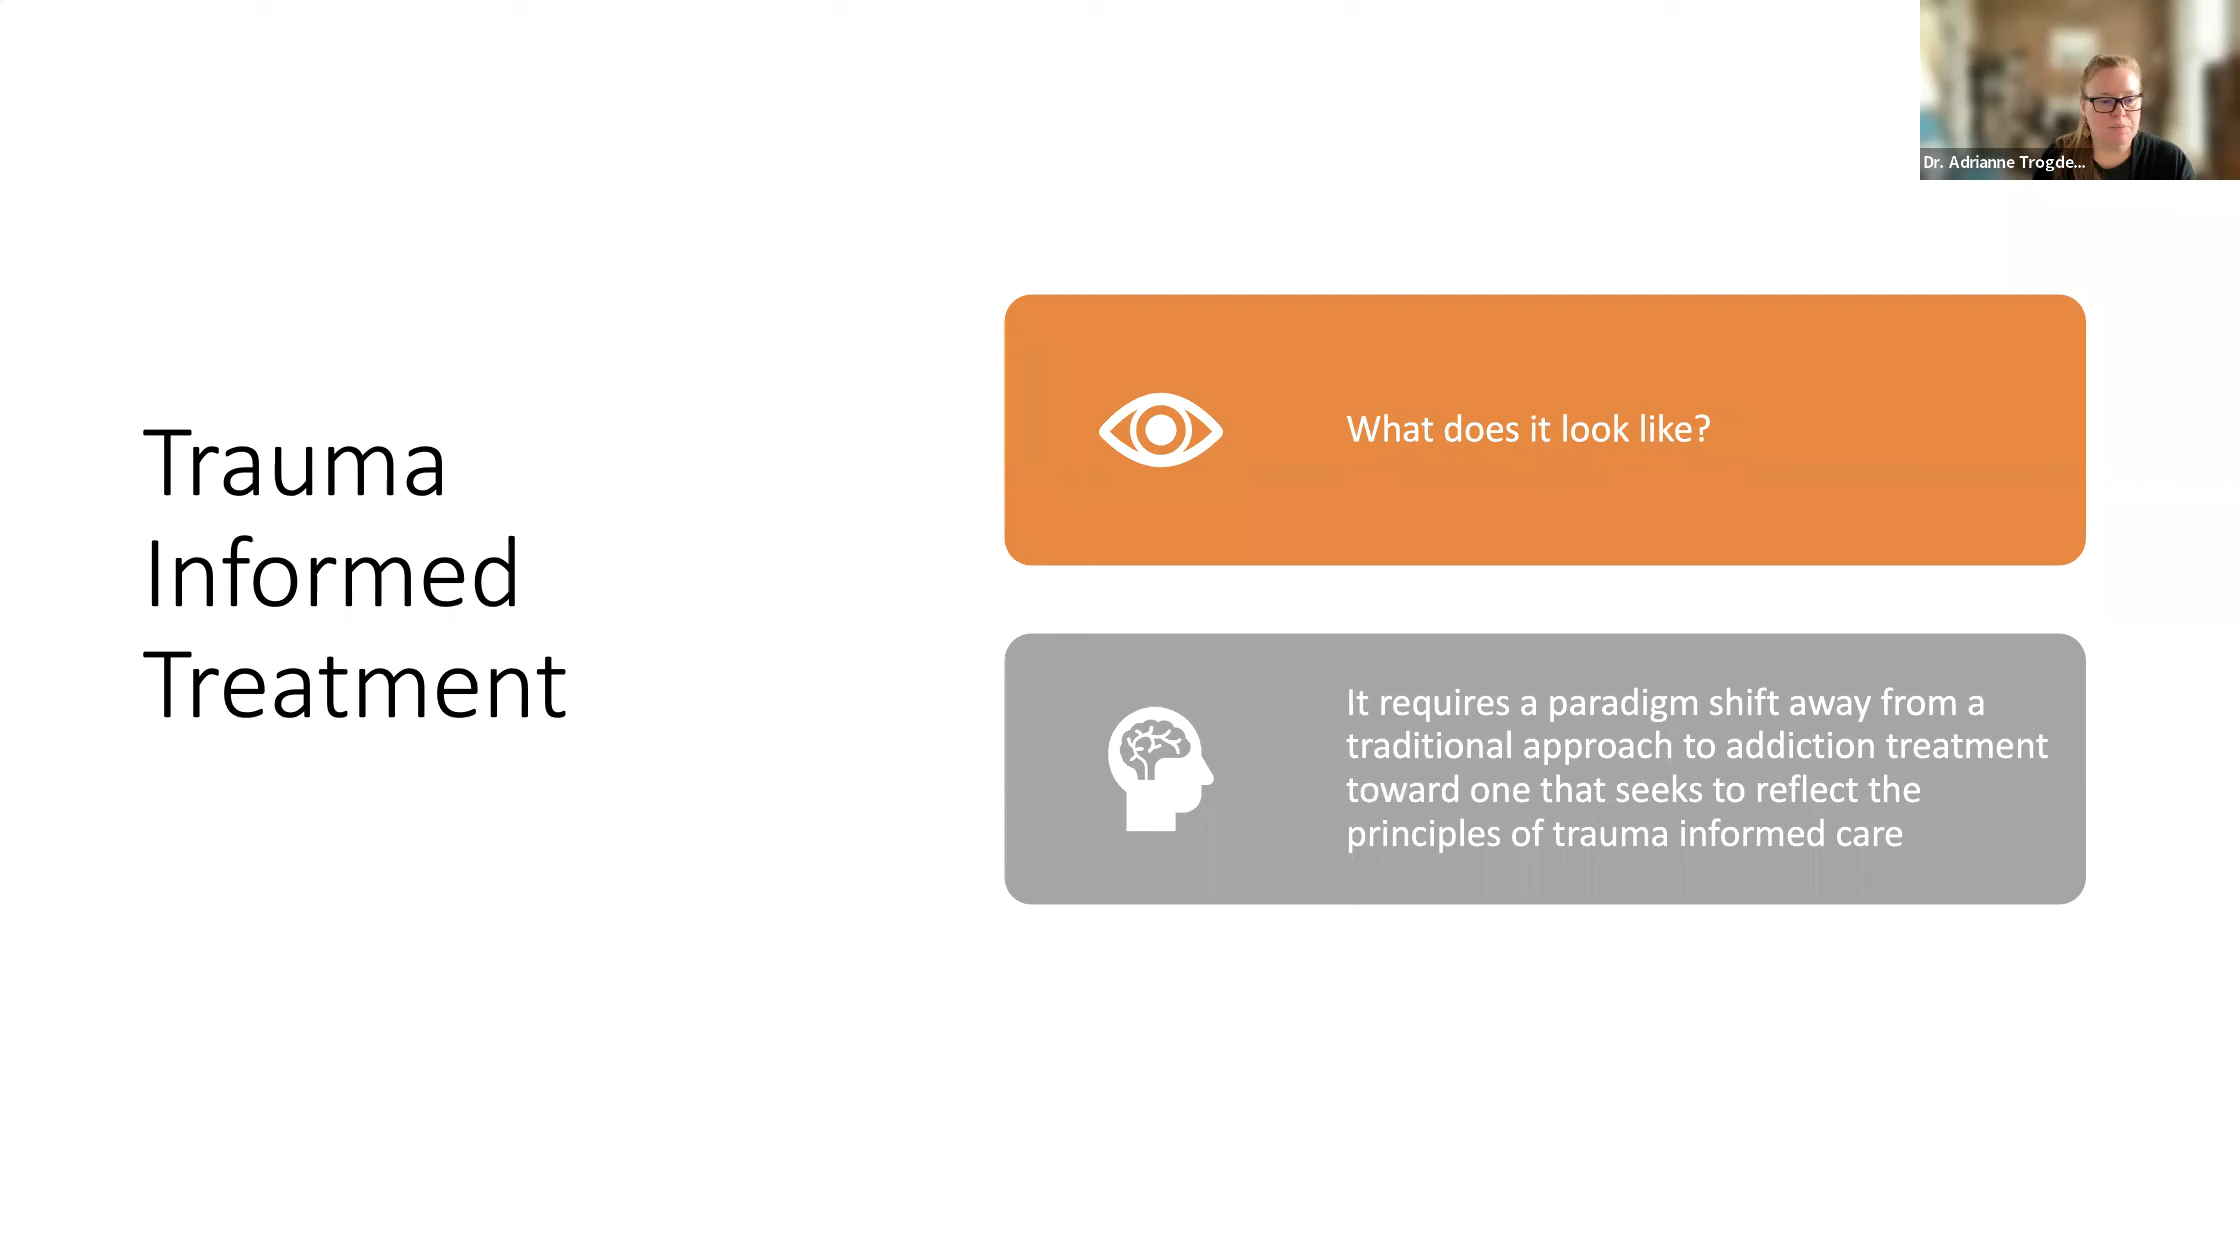 Dr. Adrianne Trogde...
Trauma
Informed
Treatment
What does it look like?
It requires a paradigm shift away from a
traditional approach to addiction treatment
toward one that seeks to reflect the
principles of trauma informed care